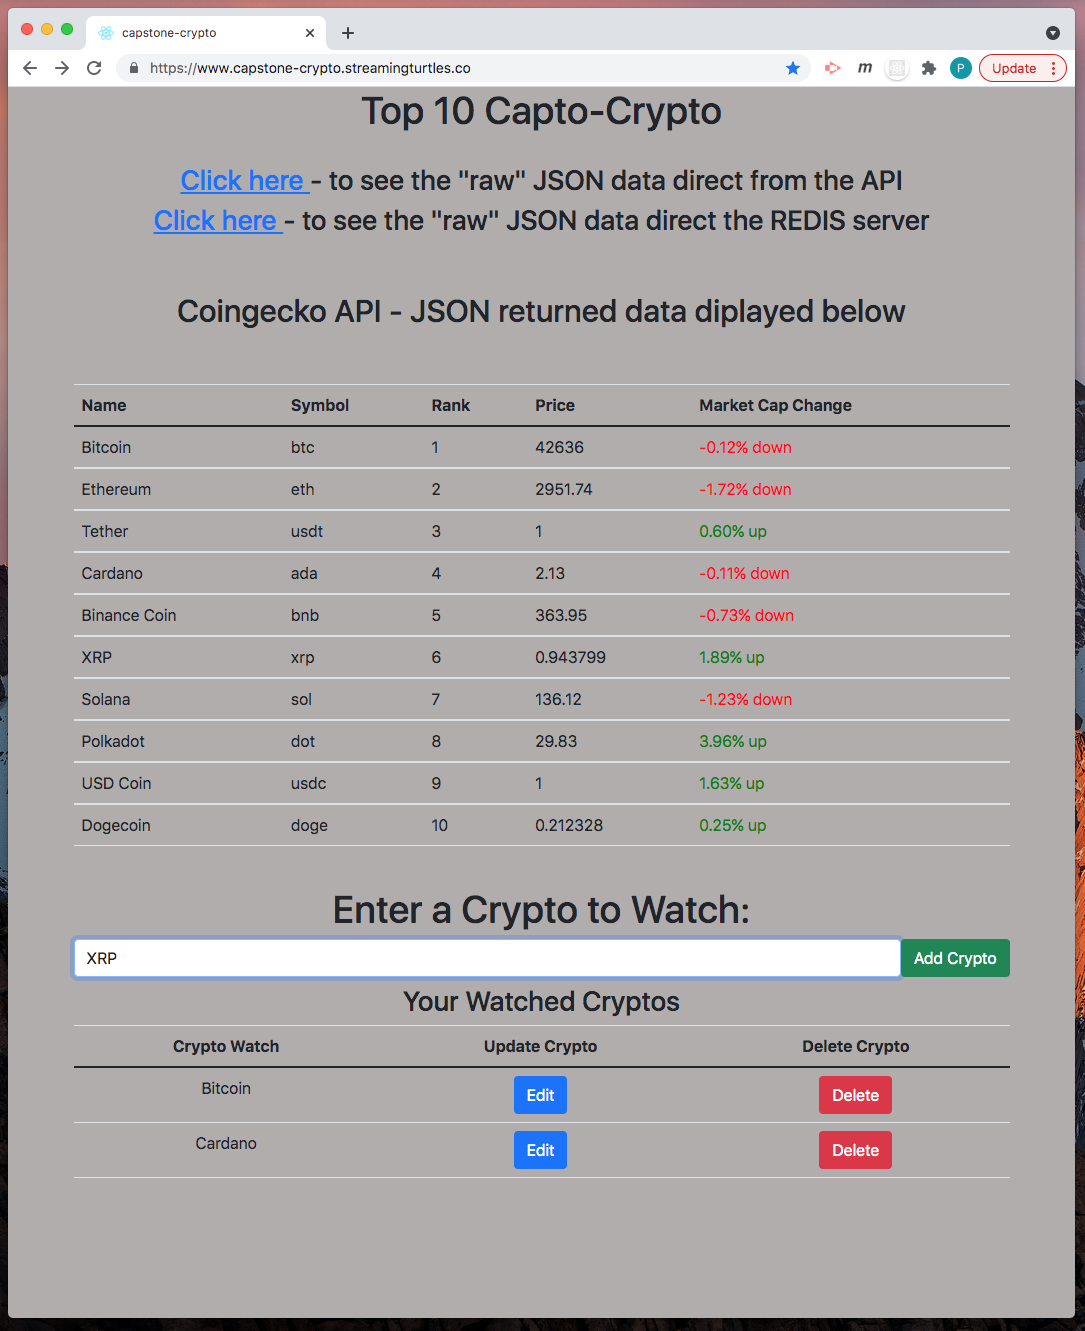 capstone-crypto
https://www.capstone-crypto.streamingturtles.co
m
P
Update
Top 10 Capto-Crypto
Click here - to see the "raw" JSON data direct from the API
Click here - to see the "raw" JSON data direct the REDIS server
Coingecko API - JSON returned data diplayed below
Name Symbol Rank Price Market Cap Change
Bitcoin btc 1 42636 -0.12% down
Ethereum eth 2 2951.74 -1.72% down
Tether usdt 3 1 0.60% up
Cardano ada 4 2.13 -0.11% down
Binance Coin bnb 5 363.95 -0.73% down
XRP xrp 6 0.943799 1.89% up
Solana sol 7 136.12 -1.23% down
Polkadot dot 8 29.83 3.96% up
USD Coin usdc 9 1 1.63% up
Dogecoin doge 10 0.212328 0.25% up
Enter a Crypto to Watch:
XRP Add Crypto
Your Watched Cryptos
Crypto Watch Update Crypto Delete Crypto
Bitcoin Edit Delete
Cardano Edit Delete